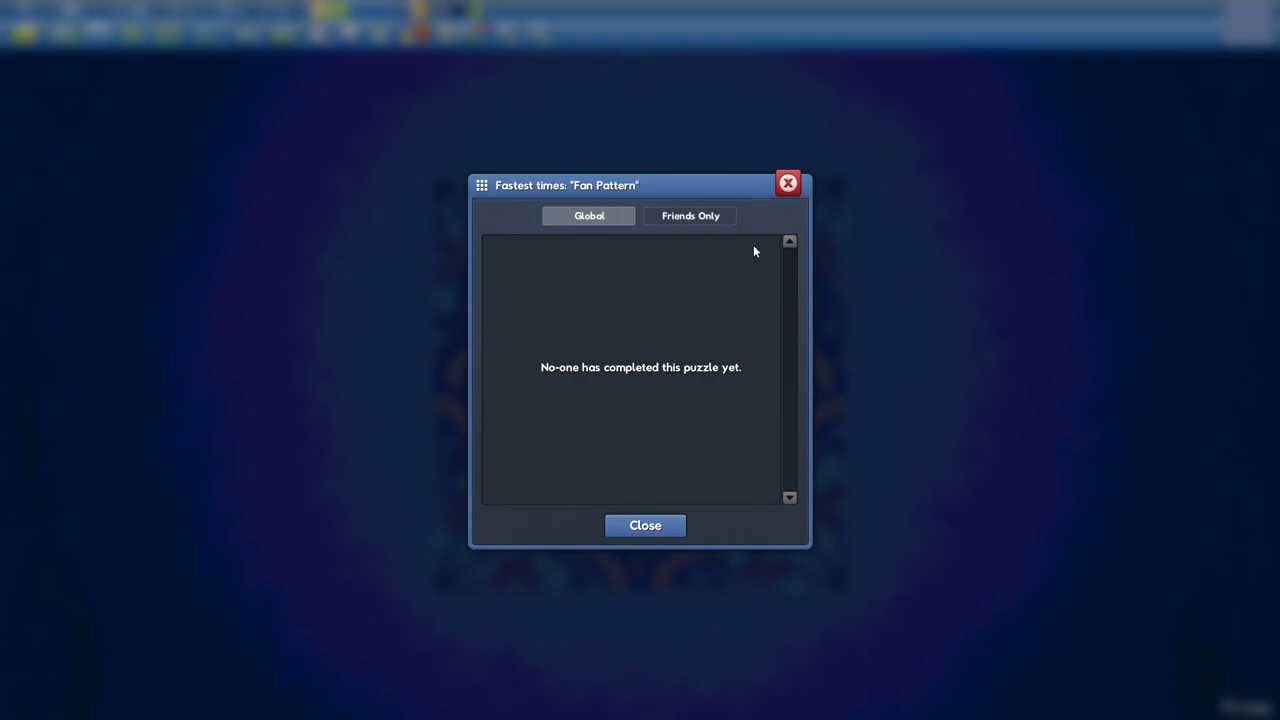 Fastest times: "Fan Pattern"
Global
Friends Only
No-one has completed this puzzle yet.
Close